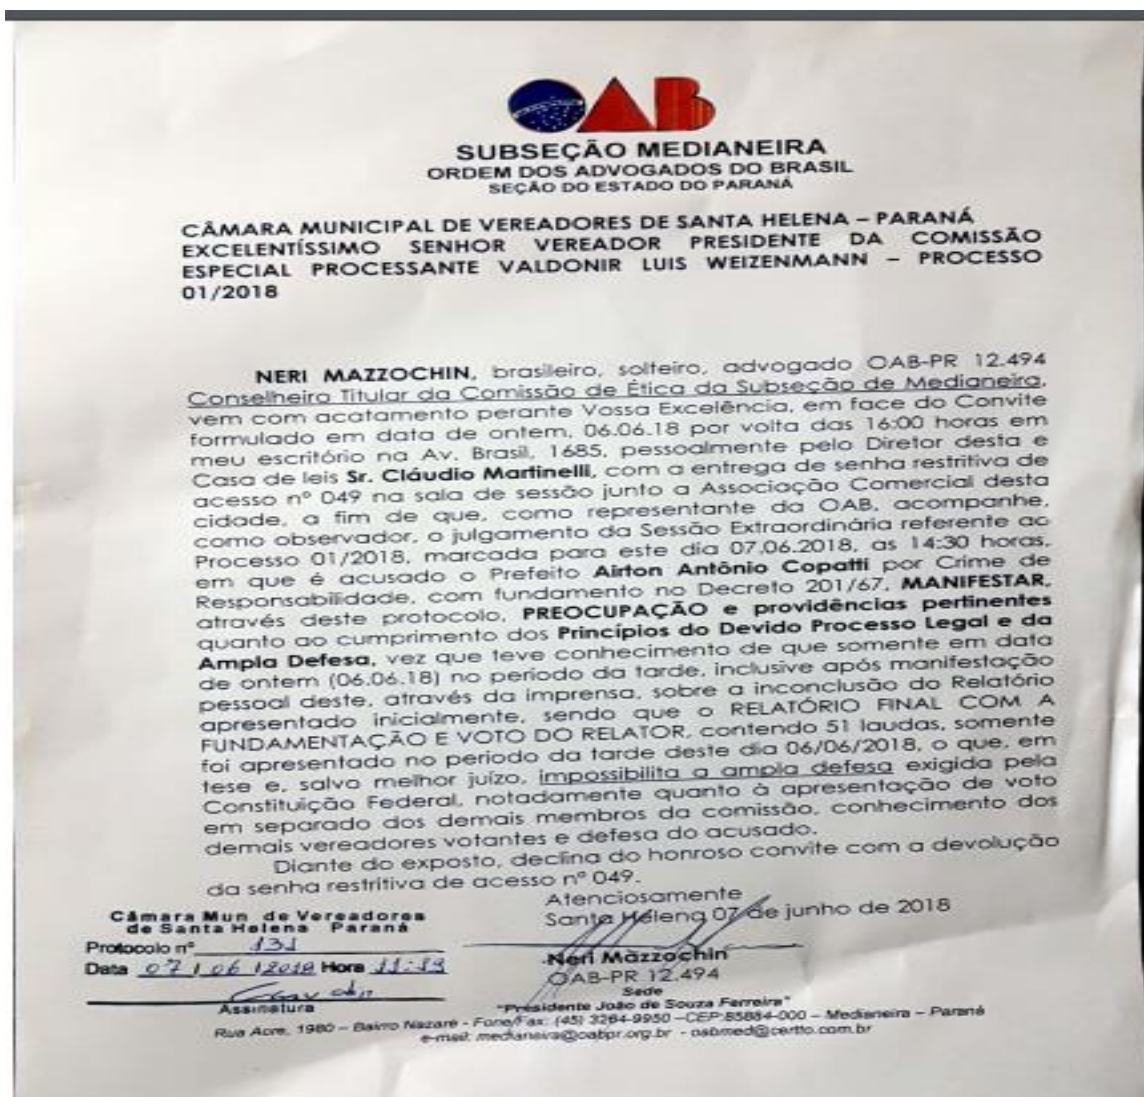 OAB
SUBSEÇÃO MEDIANEIRA
ORDEM DOS ADVOGADOS DO BRASIL
SEÇÃO DO ESTADO DO PARANÁ
CÂMARA MUNICIPAL DE VEREADORES DE SANTA HELENA – PARANÁ
EXCELENTÍSSIMO SENHOR VEREADOR PRESIDENTE DA COMISSÃO
ESPECIAL PROCESSANTE VALDONIR LUIS WEIZENMANN – PROCESSO
01/2018
NERI MAZZOCHIN, brasileiro, solteiro, advogado OAB-PR 12.494
Conselheiro Titular da Comissão de Ética da Subseção de Medianeira,
vem com acatamento perante Vossa Excelência, em face do Convite
formulado em data de ontem, 06.06.18 por volta das 16:00 horas em
meu escritório na Av. Brasil, 1685, pessoalmente pelo Diretor desta e
Casa de leis Sr. Cláudio Martinelli, com a entrega de senha restritiva de
acesso nº 049 na sala de sessão junto a Associação Comercial desta
cidade, a fim de que, como representante da OAB, acompanhe,
como observador, o julgamento da Sessão Extraordinária referente ao
Processo 01/2018, marcada para este dia 07.06.2018, as 14:30 horas,
em que é acusado o Prefeito Airton Antônio Copatti por Crime de
Responsabilidade, com fundamento no Decreto 201/67, MANIFESTAR,
através deste protocolo, PREOCUPAÇÃO e providências pertinentes
quanto ao cumprimento dos Princípios do Devido Processo Legal e da
Ampla Defesa, vez que teve conhecimento de que somente em data
de ontem (06.06.18) no período da tarde, inclusive após manifestação
pessoal deste, através da imprensa, sobre a inconclusão do Relatório
apresentado inicialmente, sendo que o RELATÓRIO FINAL COM A
FUNDAMENTAÇÃO E VOTO DO RELATOR, contendo 51 laudas, somente
foi apresentado no período da tarde deste dia 06/06/2018, o que, em
tese e, salvo melhor juízo, impossibilita a ampla defesa exigida pela
Constituição Federal, notadamente quanto à apresentação de voto
em separado dos demais membros da comissão, conhecimento dos
demais vereadores votantes e defesa do acusado.
Diante do exposto, declina do honroso convite com a devolução
da senha restritiva de acesso nº 049.
Atenciosamente
Santa Helena 07 de junho de 2018
Câmara Mun. de Vereadores
de Santa Helena Paraná
Protocolo nº 131
Data 07/06/2018 Hora 11:39
Assinatura
Neri Mazzochin
OAB-PR 12.494
Sede
"Presidente João de Souza Ferreira"
Rua Acre, 1980 – Bairro Nazaré - Fone/Fax: (45) 3264-9950 –CEP:85884-000 – Medianeira – Paraná
e-mail: medianeira@oabpr.org.br - oabmed@certto.com.br